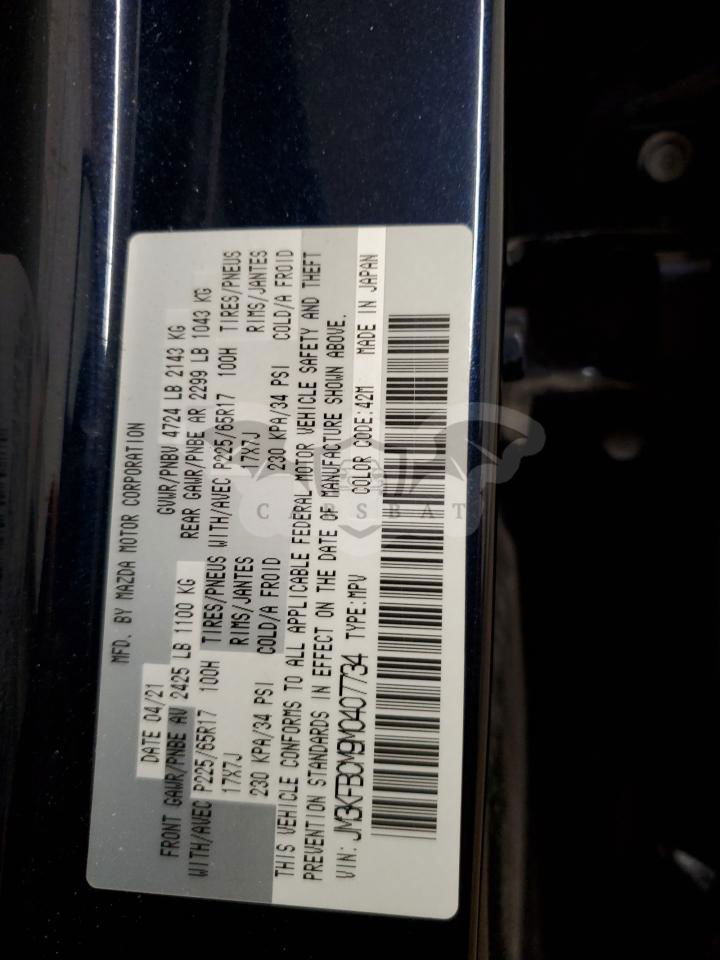 MFD. BY MAZDA MOTOR CORPORATION
DATE 04/21 GVWR/PNBV 4724 LB 2143 KG
FRONT GAWR/PNBE AV 2425 LB 1100 KG REAR GAWR/PNBE AR 2299 LB 1043 KG
WITH/AVEC P225/65R17 100H TIRES/PNEUS WITH/AVEC P225/65R17 100H TIRES/PNEUS
17X7J RIMS/JANTES 17X7J RIMS/JANTES
230 KPA/34 PSI COLD/A FROID 230 KPA/34 PSI COLD/A FROID
THIS VEHICLE CONFORMS TO ALL APPLICABLE FEDERAL MOTOR VEHICLE SAFETY AND THEFT
PREVENTION STANDARDS IN EFFECT ON THE DATE OF MANUFACTURE SHOWN ABOVE.
VIN:JM3KFBCM9M0407734 TYPE:MPV COLOR CODE:42M MADE IN JAPAN
CARSBAT